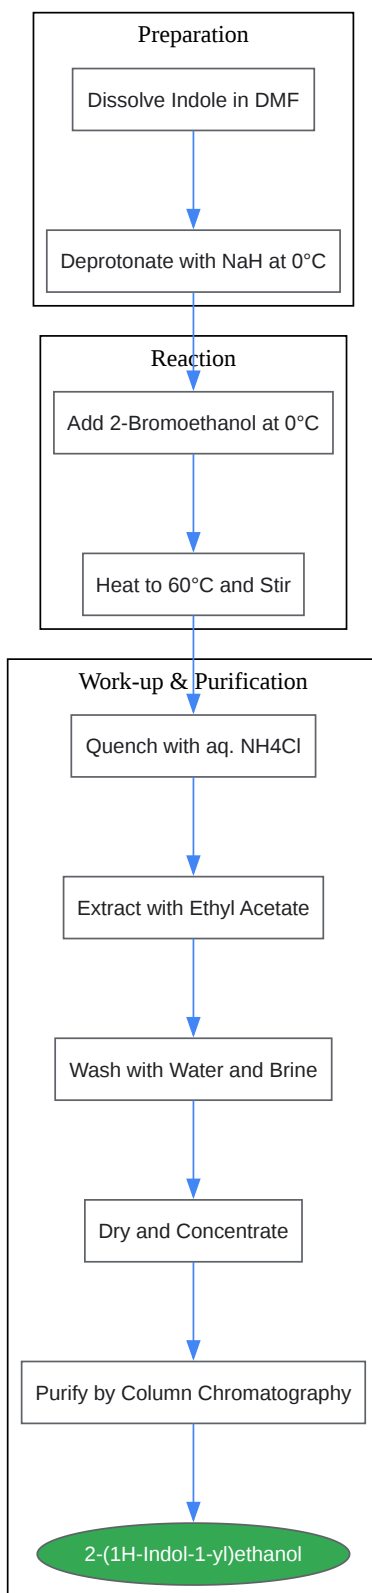 Preparation
Dissolve Indole in DMF
Deprotonate with NaH at 0°C
Reaction
Add 2-Bromoethanol at 0°C
Heat to 60°C and Stir
Work-up & Purification
Quench with aq. NH4Cl
Extract with Ethyl Acetate
Wash with Water and Brine
Dry and Concentrate
Purify by Column Chromatography
2-(1H-Indol-1-yl)ethanol